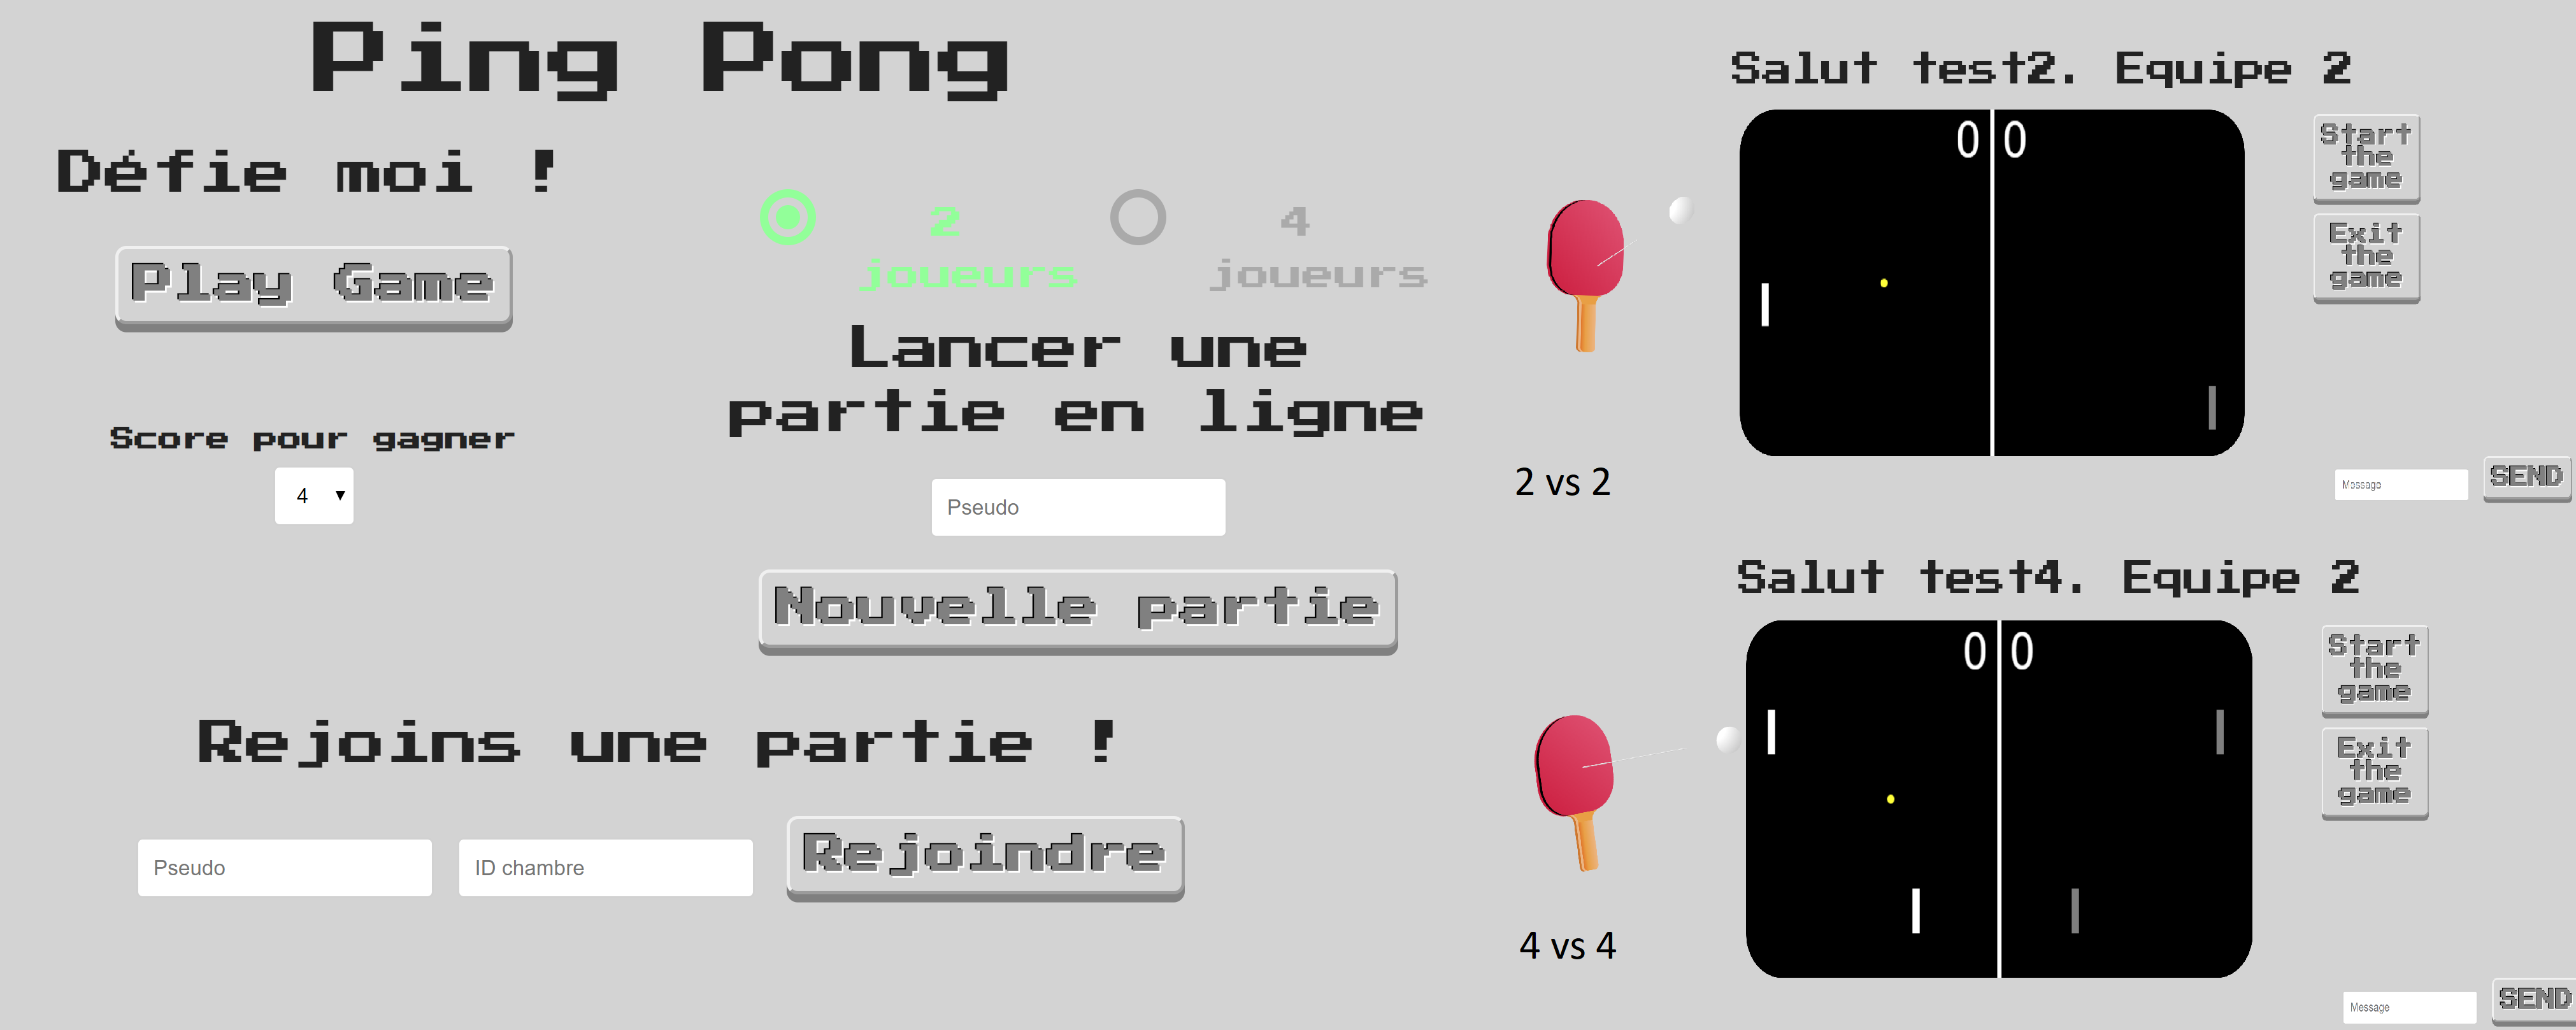 Ping Pong
Défie moi !
Play Game
Score pour gagner
4
2
joueurs
4
joueurs
Lancer une
partie en ligne
Pseudo
Nouvelle partie
Rejoins une partie !
Pseudo
ID chambre
Rejoindre
Salut test2. Equipe 2
0 0
Start
the
game
Exit
the
game
2 vs 2
Message
SEND
Salut test4. Equipe 2
0 0
Start
the
game
Exit
the
game
4 vs 4
Message
SEND